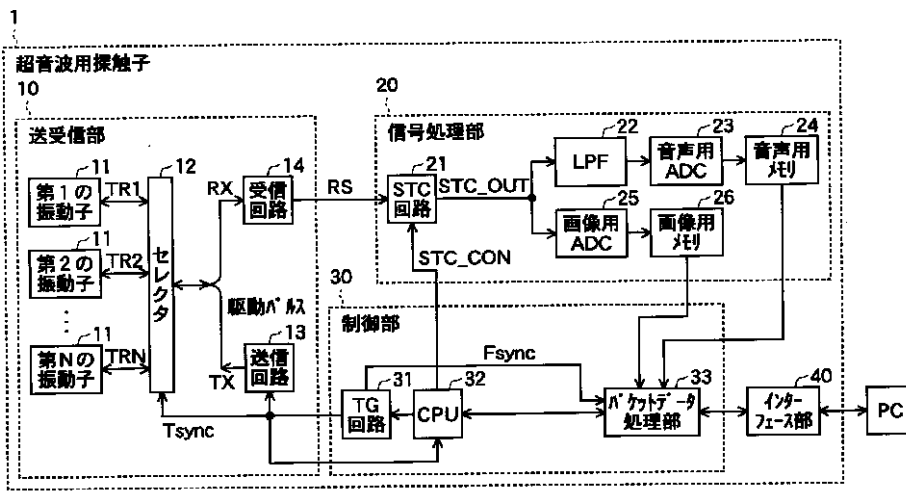 1
超音波用探触子
10
送受信部
11
第1の
振動子
TR1
11
第2の
振動子
TR2
⋮
11
第Nの
振動子
TRN
12
セレクタ
RX
14
受信
回路
RS
駆動パルス
13
送信
回路
TX
Tsync
20
信号処理部
21
STC
回路
STC_OUT
STC_CON
22
LPF
23
音声用
ADC
24
音声用
メモリ
25
画像用
ADC
26
画像用
メモリ
30
制御部
Fsync
31
TG
回路
32
CPU
33
パケットデータ
処理部
40
インター
フェース部
PC